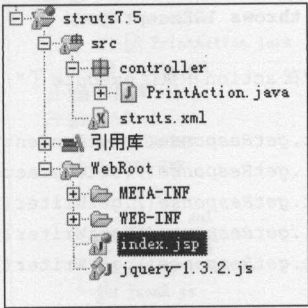 struts7.5
src
controller
PrintAction.java
struts.xml
引用库
WebRoot
META-INF
WEB-INF
index.jsp
jquery-1.3.2.js